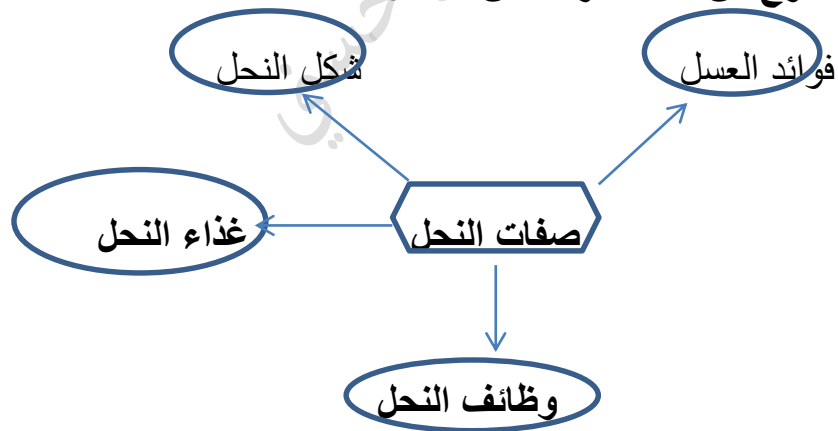 فوائد العسل
شكل النحل
صفات النحل
غذاء النحل
وظائف النحل